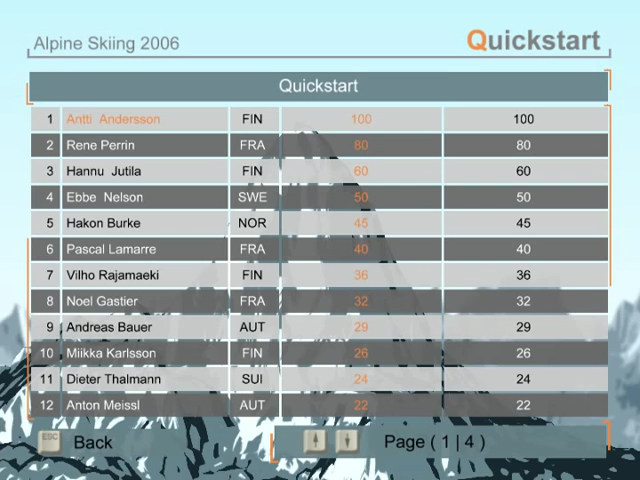 Alpine Skiing 2006
Quickstart
Quickstart
1 Antti Andersson FIN 100 100
2 Rene Perrin FRA 80 80
3 Hannu Jutila FIN 60 60
4 Ebbe Nelson SWE 50 50
5 Hakon Burke NOR 45 45
6 Pascal Lamarre FRA 40 40
7 Vilho Rajamaeki FIN 36 36
8 Noel Gastier FRA 32 32
9 Andreas Bauer AUT 29 29
10 Miikka Karlsson FIN 26 26
11 Dieter Thalmann SUI 24 24
12 Anton Meissl AUT 22 22
ESC Back Page ( 1 | 4 )